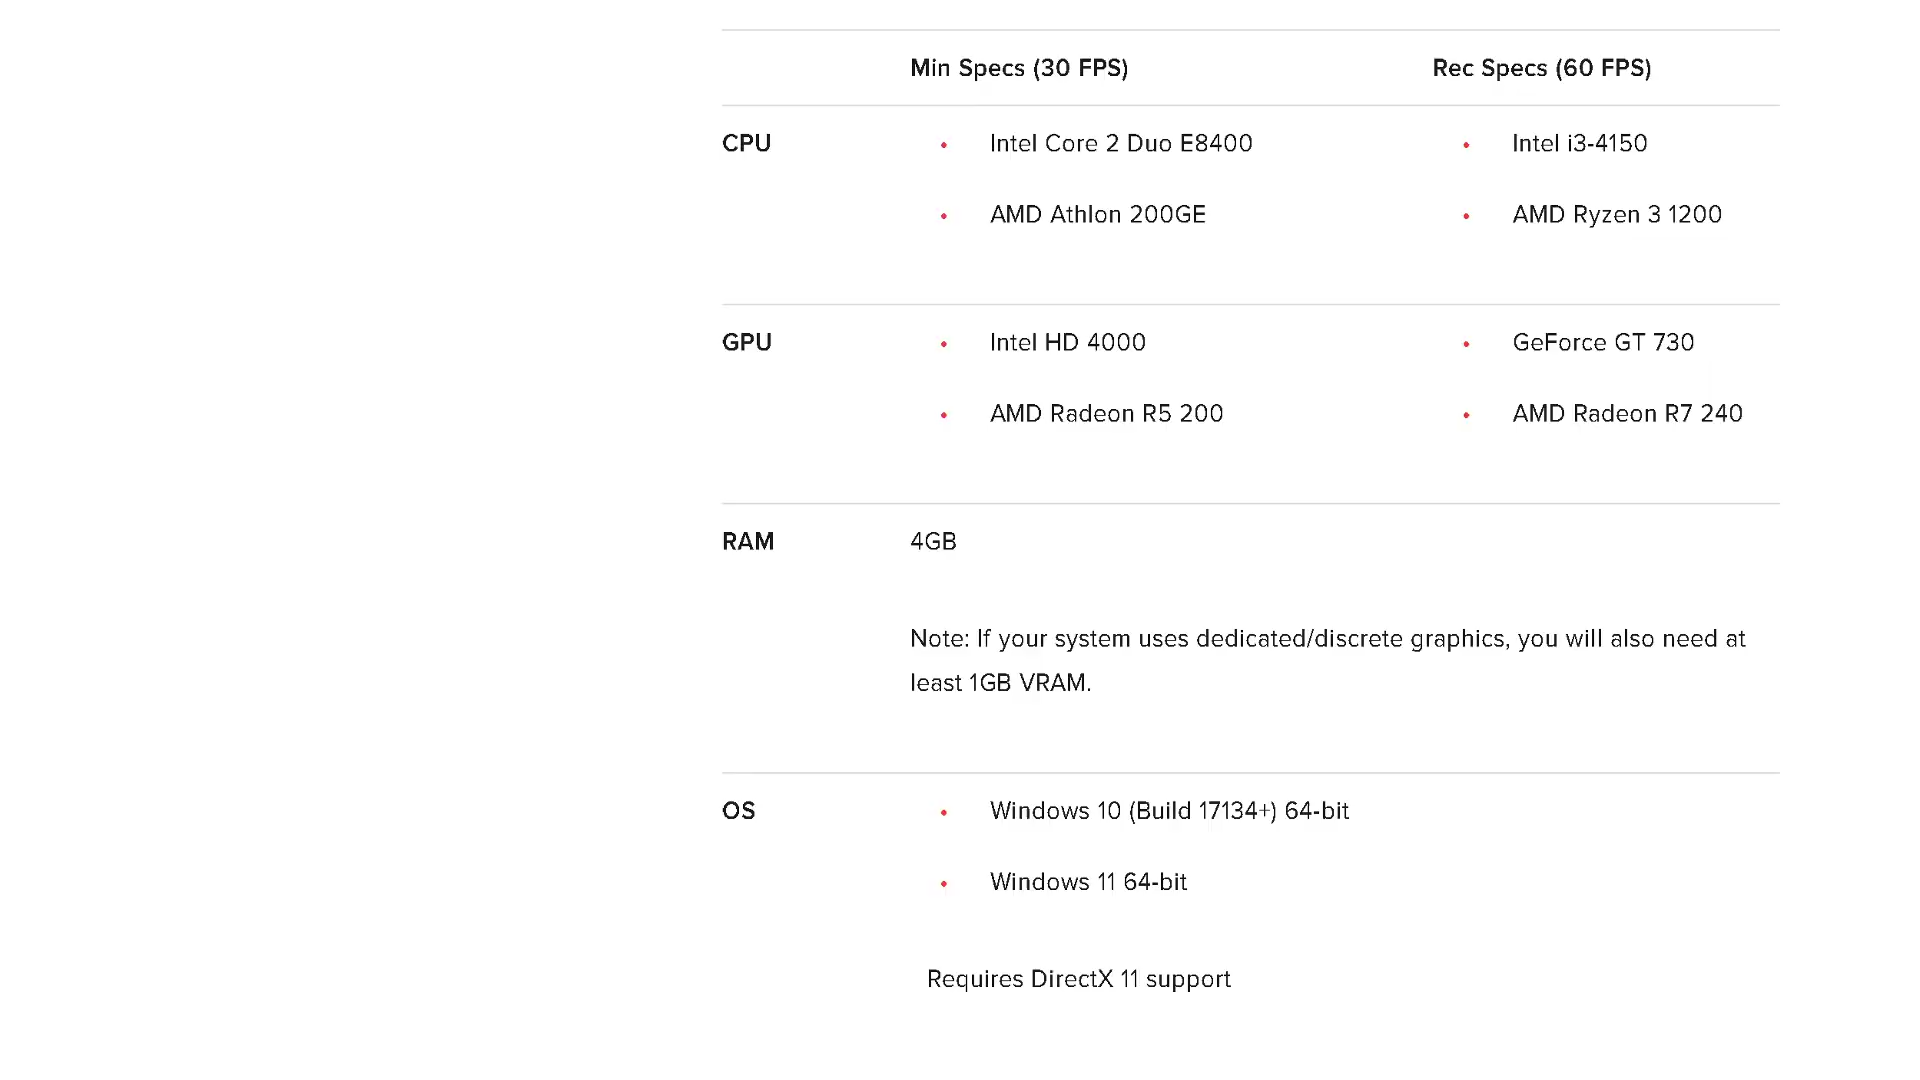 Min Specs (30 FPS) Rec Specs (60 FPS)
CPU • Intel Core 2 Duo E8400 • Intel i3-4150
• AMD Athlon 200GE • AMD Ryzen 3 1200
GPU • Intel HD 4000 • GeForce GT 730
• AMD Radeon R5 200 • AMD Radeon R7 240
RAM 4GB
Note: If your system uses dedicated/discrete graphics, you will also need at
least 1GB VRAM.
OS • Windows 10 (Build 17134+) 64-bit
• Windows 11 64-bit
Requires DirectX 11 support